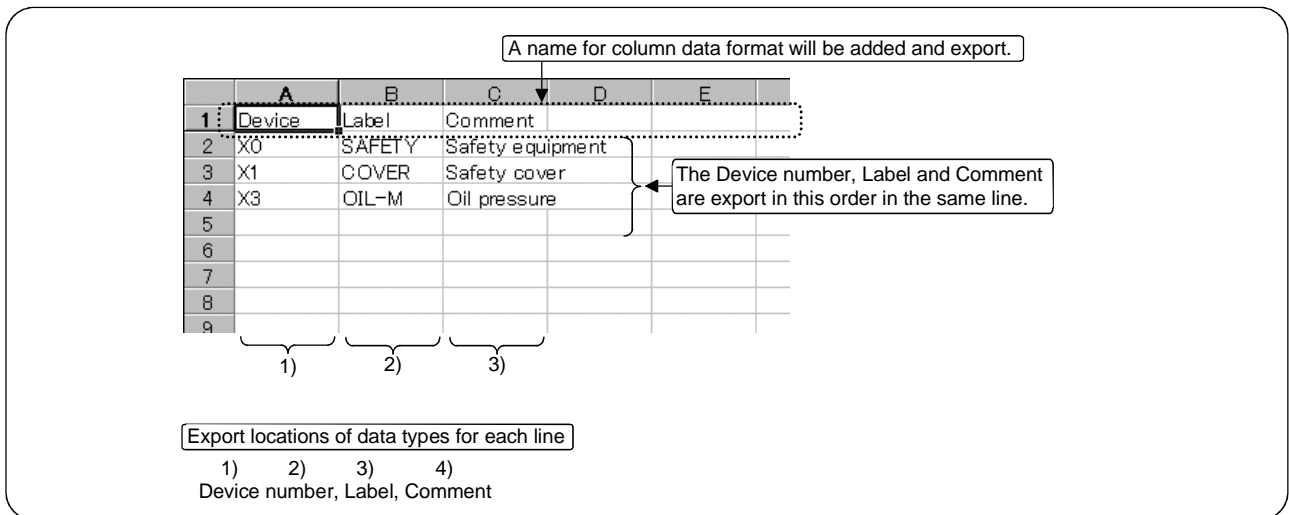 A name for column data format will be added and export.
A B C D E
1 Device Label Comment
2 X0 SAFETY Safety equipment
3 X1 COVER Safety cover
4 X3 OIL-M Oil pressure
The Device number, Label and Comment
are export in this order in the same line.
5
6
7
8
9
1) 2) 3)
Export locations of data types for each line
1) 2) 3) 4)
Device number, Label, Comment